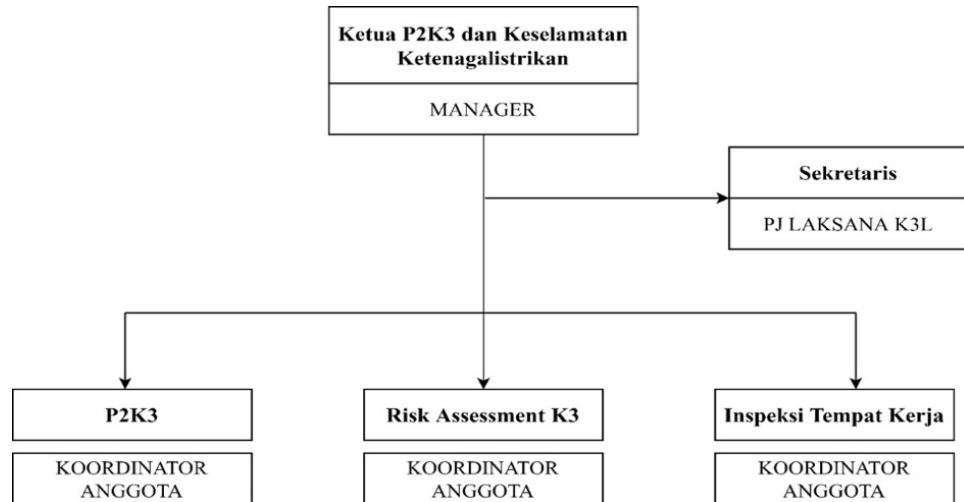 Ketua P2K3 dan Keselamatan
Ketenagalistrikan
MANAGER
Sekretaris
PJ LAKSANA K3L
P2K3
KOORDINATOR
ANGGOTA
Risk Assessment K3
KOORDINATOR
ANGGOTA
Inspeksi Tempat Kerja
KOORDINATOR
ANGGOTA